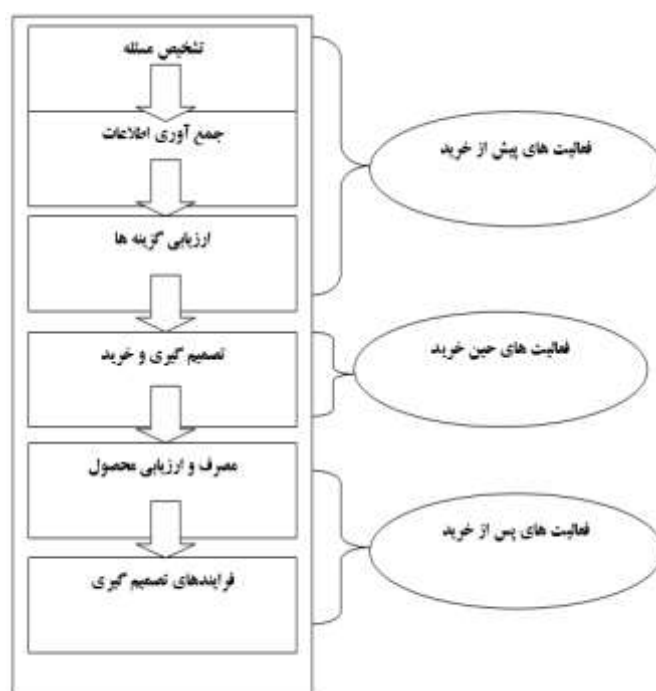 تشخیص مسئله
جمع آوری اطلاعات
فعالیت های پیش از خرید
ارزیابی گزینه ها
تصمیم گیری و خرید
فعالیت های حین خرید
مصرف و ارزیابی محصول
فعالیت های پس از خرید
فرایندهای تصمیم گیری